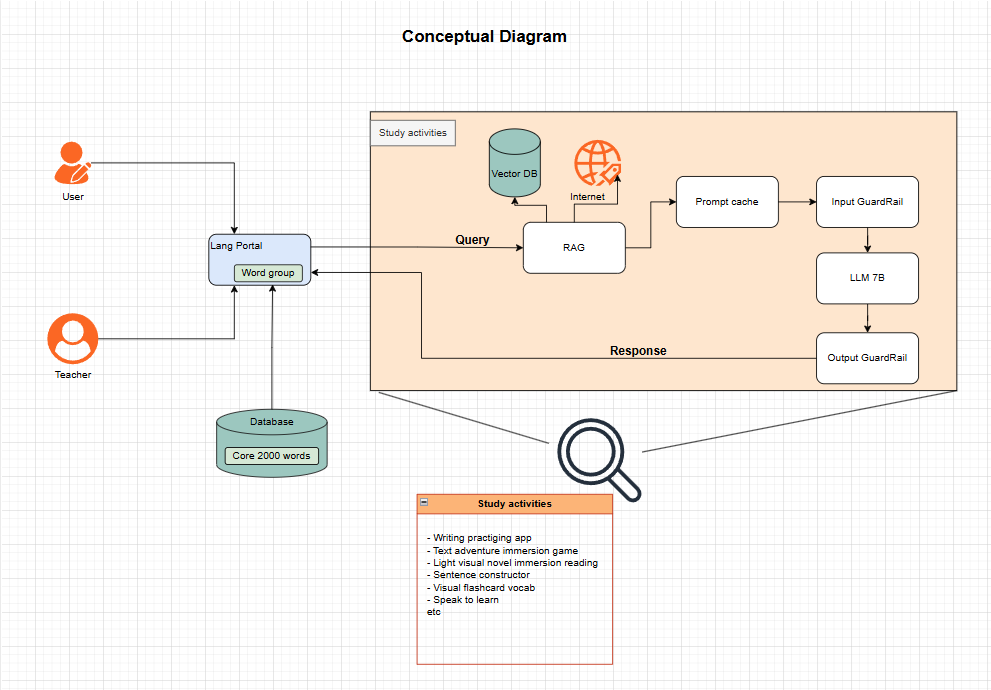 Conceptual Diagram
Study activities
Vector DB
Internet
User
Prompt cache
Input GuardRail
Lang Portal
Word group
Query
RAG
LLM 7B
Response
Output GuardRail
Teacher
Database
Core 2000 words
Study activities
- Writing practiging app
- Text adventure immersion game
- Light visual novel immersion reading
- Sentence constructor
- Visual flashcard vocab
- Speak to learn
etc